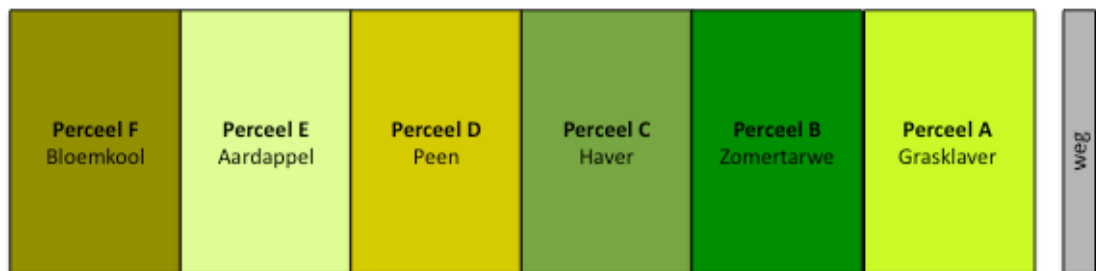 Perceel F
Bloemkool
Perceel E
Aardappel
Perceel D
Peen
Perceel C
Haver
Perceel B
Zomertarwe
Perceel A
Grasklaver
weg